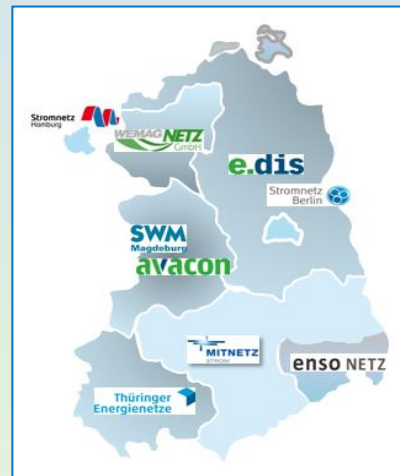 Stromnetz
Hamburg
WEMAG NETZ
GmbH
e.dis
Stromnetz
Berlin
SWM
Magdeburg
avacon
MITNETZ
STROM
enso NETZ
Thüringer
Energienetze